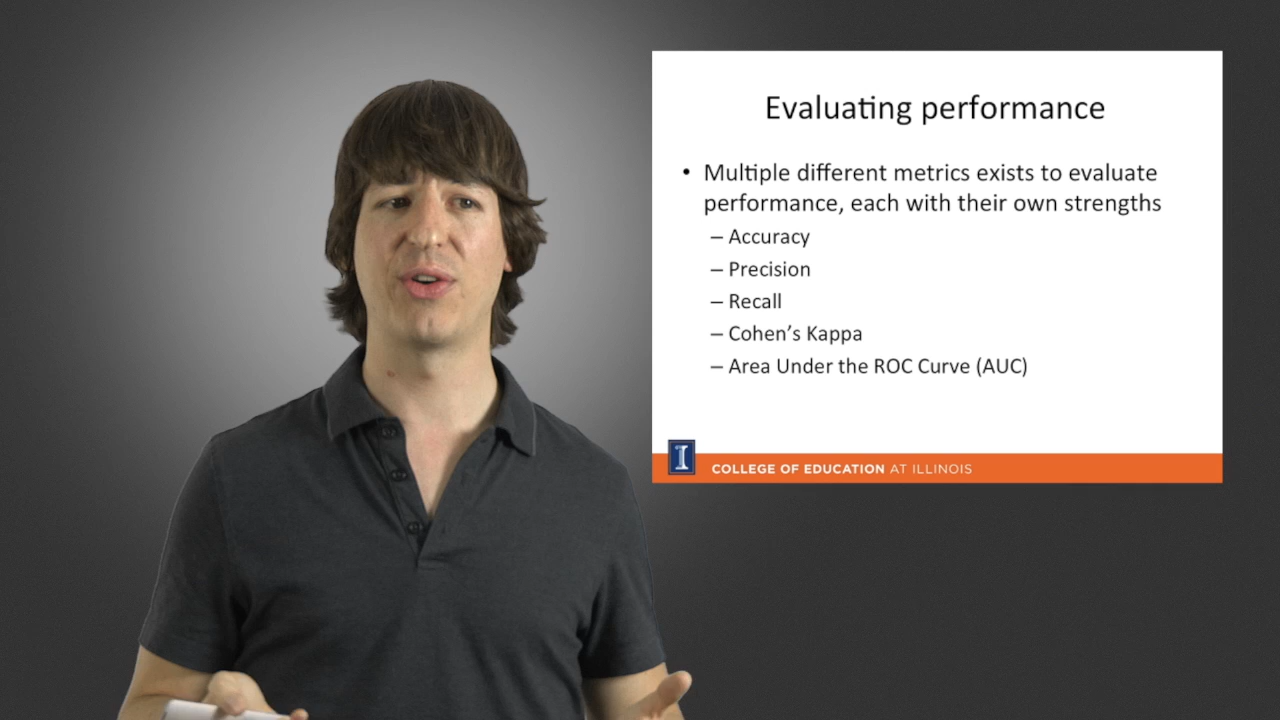 Evaluating performance
• Multiple different metrics exists to evaluate
performance, each with their own strengths
– Accuracy
– Precision
– Recall
– Cohen’s Kappa
– Area Under the ROC Curve (AUC)
I
COLLEGE OF EDUCATION AT ILLINOIS